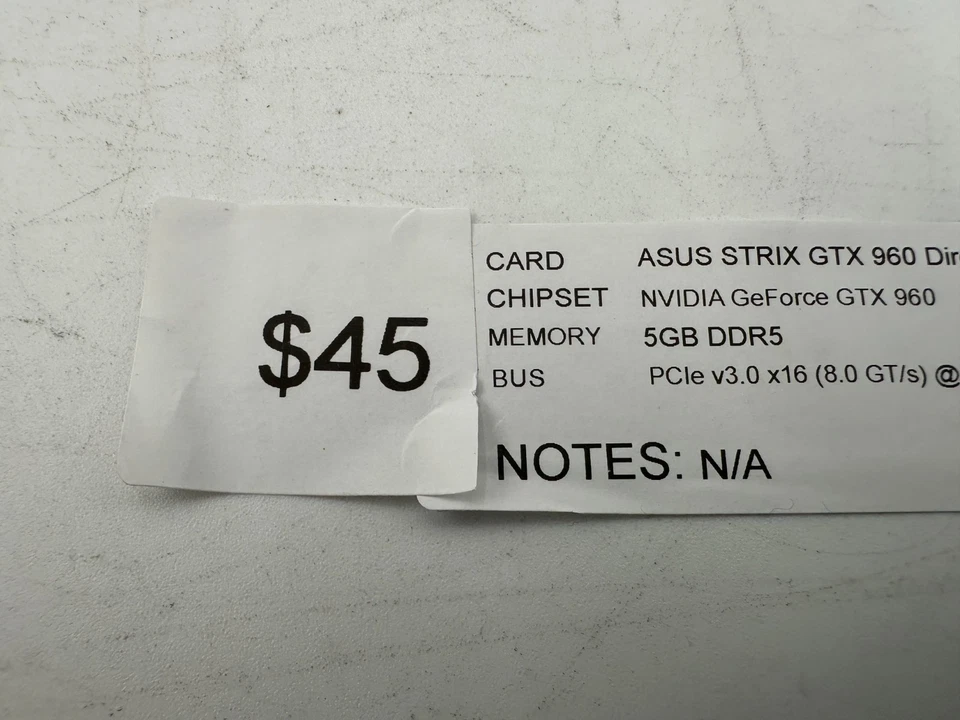 $45
CARD ASUS STRIX GTX 960
CHIPSET NVIDIA GeForce GTX 960
MEMORY 5GB DDR5
BUS PCIe v3.0 x16 (8.0 GT/s) @
NOTES: N/A